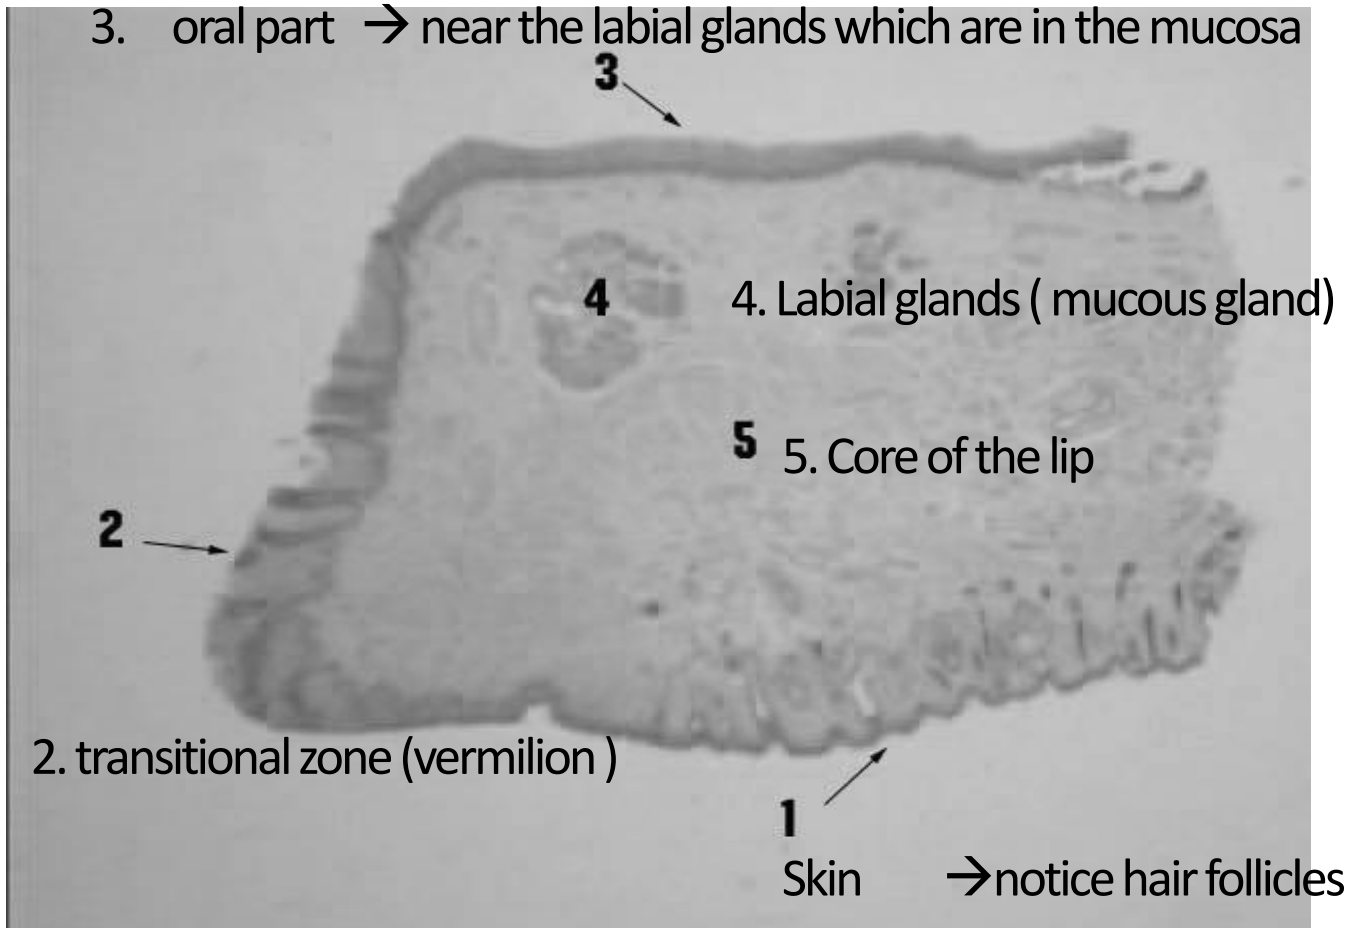 3. oral part → near the labial glands which are in the mucosa
3
4
4. Labial glands ( mucous gland)
5
5. Core of the lip
2
2. transitional zone (vermilion )
1
Skin →notice hair follicles